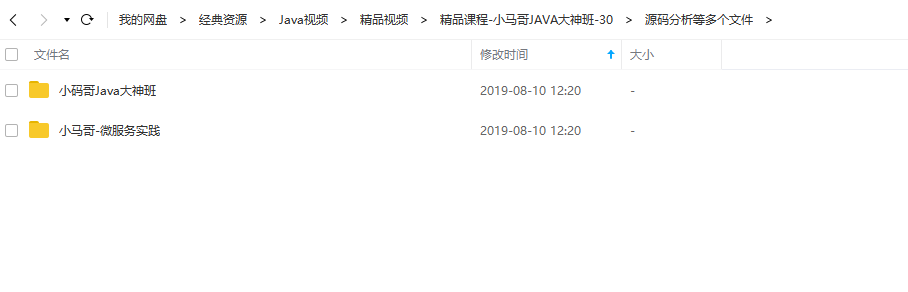 我的网盘 > 经典资源 > Java视频 > 精品视频 > 精品课程-小马哥JAVA大神班-30 > 源码分析等多个文件 >
文件名 修改时间 大小
小码哥Java大神班 2019-08-10 12:20 -
小马哥-微服务实践 2019-08-10 12:20 -